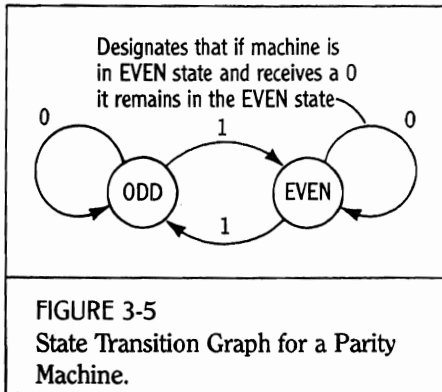 Designates that if machine is
in EVEN state and receives a 0
it remains in the EVEN state
0
1
0
ODD
EVEN
1
FIGURE 3-5
State Transition Graph for a Parity
Machine.